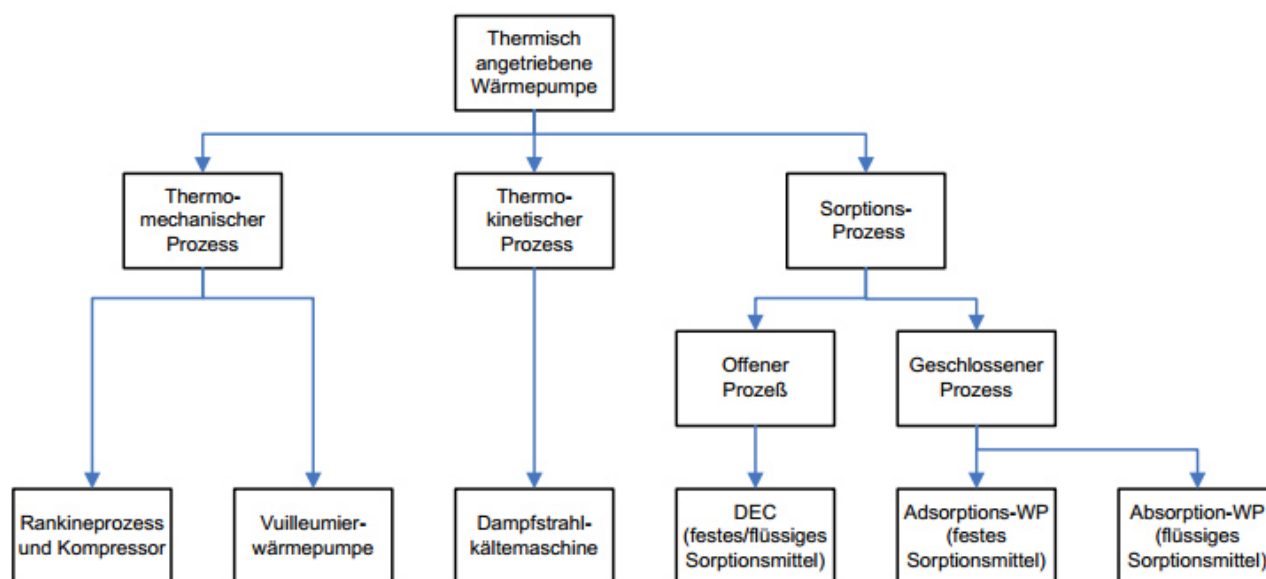 Thermisch
angetriebene
Wärmepumpe
Thermo-
mechanischer
Prozess
Thermo-
kinetischer
Prozess
Sorptions-
Prozess
Offener
Prozeß
Geschlossener
Prozess
Rankineprozess
und Kompressor
Vuilleumier-
wärmepumpe
Dampfstrahl-
kältemaschine
DEC
(festes/flüssiges
Sorptionsmittel)
Adsorptions-WP
(festes
Sorptionsmittel)
Absorption-WP
(flüssiges
Sorptionsmittel)